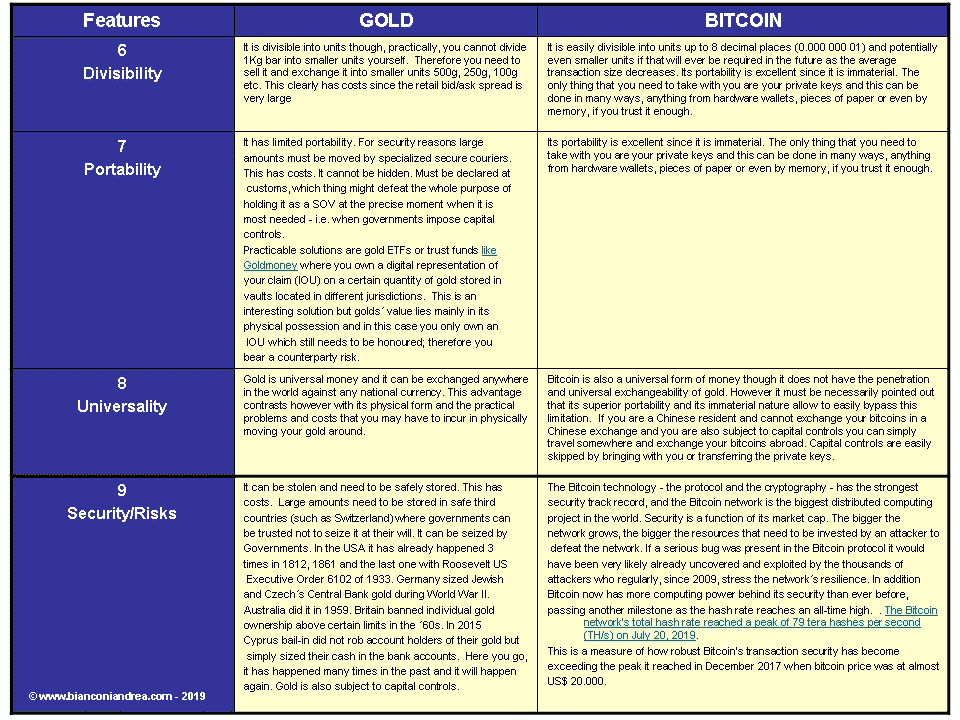 Features
GOLD
BITCOIN
6
Divisibility
It is divisible into units though, practically, you cannot divide
1Kg bar into smaller units yourself.  Therefore you need to
sell it and exchange it into smaller units 500g, 250g, 100g
etc. This clearly has costs since the retail bid/ask spread is
very large
It is easily divisible into units up to 8 decimal places (0.000 000 01) and potentially
even smaller units if that will ever be required in the future as the average
transaction size decreases. Its portability is excellent since it is immaterial. The
only thing that you need to take with you are your private keys and this can be
done in many ways, anything from hardware wallets, pieces of paper or even by
memory, if you trust it enough.
7
Portability
It has limited portability. For security reasons large
amounts must be moved by specialized secure couriers.
This has costs. It cannot be hidden. Must be declared at
customs, which thing might defeat the whole purpose of
holding it as a SOV at the precise moment when it is
most needed - i.e. when governments impose capital
controls.
Practicable solutions are gold ETFs or trust funds like
Goldmoney where you own a digital representation of
your claim (IOU) on a certain quantity of gold stored in
vaults located in different jurisdictions.  This is an
interesting solution but golds´ value lies mainly in its
physical possession and in this case you only own an
IOU which still needs to be honoured; therefore you
bear a counterparty risk.
Its portability is excellent since it is immaterial. The only thing that you need to
take with you are your private keys and this can be done in many ways, anything
from hardware wallets, pieces of paper or even by memory, if you trust it enough.
8
Universality
Gold is universal money and it can be exchanged anywhere
in the world against any national currency. This advantage
contrasts however with its physical form and the practical
problems and costs that you may have to incur in physically
moving your gold around.
Bitcoin is also a universal form of money though it does not have the penetration
and universal exchangeability of gold. However it must be necessarily pointed out
that its superior portability and its immaterial nature allow to easily bypass this
limitation.  If you are a Chinese resident and cannot exchange your bitcoins in a
Chinese exchange and you are also subject to capital controls you can simply
travel somewhere and exchange your bitcoins abroad. Capital controls are easily
skipped by bringing with you or transferring the private keys.
9
Security/Risks
It can be stolen and need to be safely stored. This has
costs.  Large amounts need to be stored in safe third
countries (such as Switzerland) where governments can
be trusted not to seize it at their will. It can be seized by
Governments. In the USA it has already happened 3
times in 1812, 1861 and the last one with Roosevelt US
Executive Order 6102 of 1933. Germany sized Jewish
and Czech´s Central Bank gold during World War II.
Australia did it in 1959. Britain banned individual gold
ownership above certain limits in the ´60s. In 2015
Cyprus bail-in did not rob account holders of their gold but
simply sized their cash in the bank accounts.  Here you go,
it has happened many times in the past and it will happen
again. Gold is also subject to capital controls.
The Bitcoin technology - the protocol and the cryptography - has the strongest
security track record, and the Bitcoin network is the biggest distributed computing
project in the world. Security is a function of its market cap. The bigger the
network grows, the bigger the resources that need to be invested by an attacker to
defeat the network. If a serious bug was present in the Bitcoin protocol it would
have been very likely already uncovered and exploited by the thousands of
attackers who regularly, since 2009, stress the network´s resilience. In addition
Bitcoin now has more computing power behind its security than ever before,
passing another milestone as the hash rate reaches an all-time high.  . The Bitcoin
network's total hash rate reached a peak of 79 tera hashes per second
(TH/s) on July 20, 2019.
This is a measure of how robust Bitcoin's transaction security has become
exceeding the peak it reached in December 2017 when bitcoin price was at almost
US$ 20.000.
© www.bianconiandrea.com - 2019